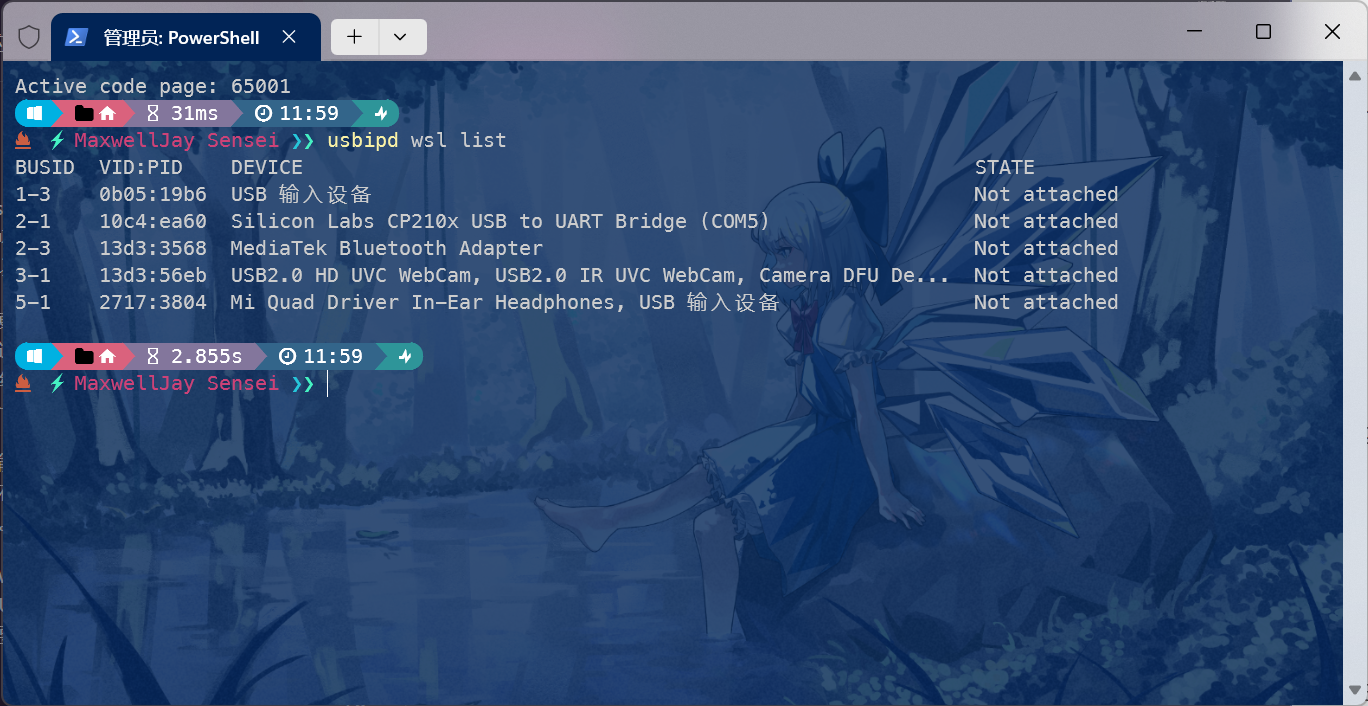 管理员: PowerShell
Active code page: 65001
31ms 11:59
MaxwellJay Sensei ❯❯ usbipd wsl list
BUSID  VID:PID    DEVICE                                                        STATE
1-3    0b05:19b6  USB 输入设备                                                  Not attached
2-1    10c4:ea60  Silicon Labs CP210x USB to UART Bridge (COM5)                 Not attached
2-3    13d3:3568  MediaTek Bluetooth Adapter                                    Not attached
3-1    13d3:56eb  USB2.0 HD UVC WebCam, USB2.0 IR UVC WebCam, Camera DFU De...  Not attached
5-1    2717:3804  Mi Quad Driver In-Ear Headphones, USB 输入设备                Not attached
2.855s 11:59
MaxwellJay Sensei ❯❯